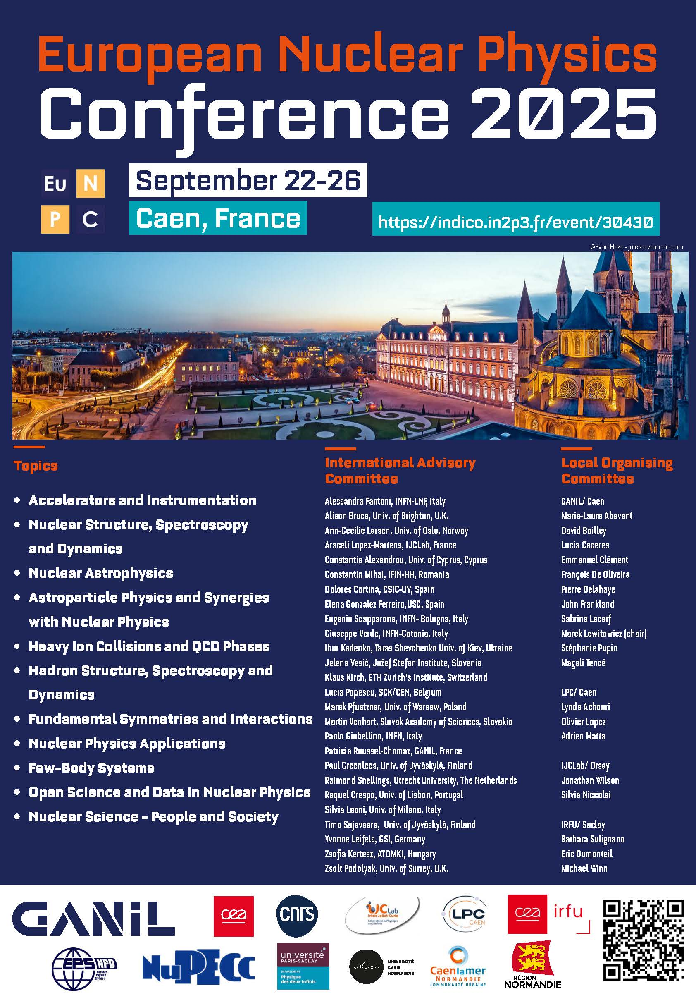 European Nuclear Physics
Conference 2025
Eu N
P C
September 22-26
Caen, France
https://indico.in2p3.fr/event/30430
©Yvon Haze - julesetvalentin.com
Topics
• Accelerators and Instrumentation
• Nuclear Structure, Spectroscopy
and Dynamics
• Nuclear Astrophysics
• Astroparticle Physics and Synergies
with Nuclear Physics
• Heavy Ion Collisions and QCD Phases
• Hadron Structure, Spectroscopy and
Dynamics
• Fundamental Symmetries and Interactions
• Nuclear Physics Applications
• Few-Body Systems
• Open Science and Data in Nuclear Physics
• Nuclear Science - People and Society
International Advisory
Committee
Alessandra Fantoni, INFN-LNF, Italy
Alison Bruce, Univ. of Brighton, U.K.
Ann-Cecilie Larsen, Univ. of Oslo, Norway
Araceli Lopez-Martens, IJCLab, France
Constantia Alexandrou, Univ. of Cyprus, Cyprus
Constantin Mihai, IFIN-HH, Romania
Dolores Cortina, CSIC-UV, Spain
Elena Gonzalez Ferreiro,USC, Spain
Eugenio Scapparone, INFN- Bologna, Italy
Giuseppe Verde, INFN-Catania, Italy
Ihor Kadenko, Taras Shevchenko Univ. of Kiev, Ukraine
Jelena Vesić, Jožef Stefan Institute, Slovenia
Klaus Kirch, ETH Zurich's Institute, Switzerland
Lucia Popescu, SCK/CEN, Belgium
Marek Pfuetzner, Univ. of Warsaw, Poland
Martin Venhart, Slovak Academy of Sciences, Slovakia
Paolo Giubellino, INFN, Italy
Patricia Roussel-Chomaz, GANIL, France
Paul Greenlees, Univ. of Jyväskylä, Finland
Raimond Snellings, Utrecht University, The Netherlands
Raquel Crespo, Univ. of Lisbon, Portugal
Silvia Leoni, Univ. of Milano, Italy
Timo Sajavaara, Univ. of Jyväskylä, Finland
Yvonne Leifels, GSI, Germany
Zsofia Kertesz, ATOMKI, Hungary
Zsolt Podolyak, Univ. of Surrey, U.K.
Local Organising
Committee
GANIL/ Caen
Marie-Laure Abavent
David Boilley
Lucia Caceres
Emmanuel Clément
François De Oliveira
Pierre Delahaye
John Frankland
Sabrina Lecerf
Marek Lewitowicz (chair)
Stéphanie Pupin
Magali Tencé
LPC/ Caen
Lynda Achouri
Olivier Lopez
Adrien Matta
IJCLab/ Orsay
Jonathan Wilson
Silvia Niccolai
IRFU/ Saclay
Barbara Sulignano
Eric Dumonteil
Michael Winn
GANiL
cea
cnrs
IJCLab
Irène Joliot-Curie
Laboratoire de Physique
des 2 Infinis
LPC
CAEN
cea irfu
EPS NPD
Nuclear
Physics
Division
NuPECC
université
PARIS-SACLAY
DÉPARTEMENT
Physique
des deux infinis
UNICAEN
UNIVERSITÉ
CAEN
NORMANDIE
Caenlamer
NORMANDIE
COMMUNAUTÉ URBAINE
RÉGION
NORMANDIE